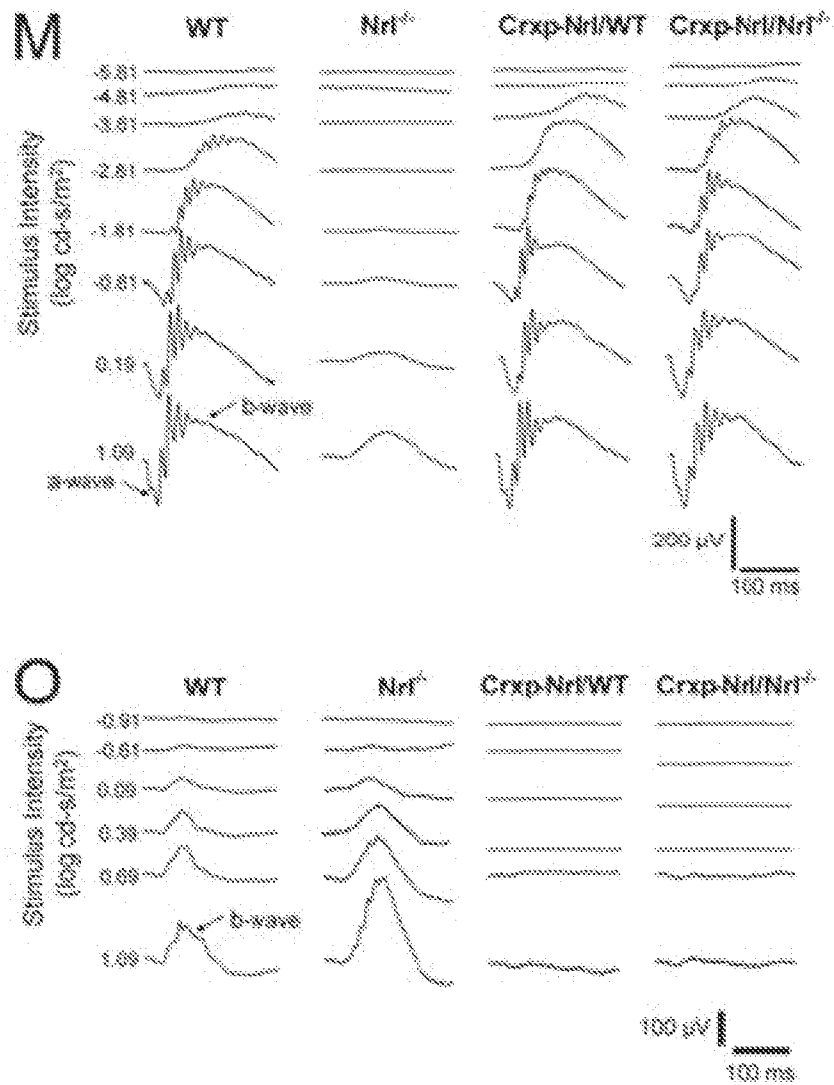 M
WT Nrl-/- Crxp-Nrl/WT Crxp-Nrl/Nrl-/-
Stimulus Intensity
(log cd-s/m²)
-5.81
-4.81
-3.81
-2.81
-1.81
-0.81
0.19
1.09
b-wave
a-wave
200 µV
100 ms
O
WT Nrl-/- Crxp-Nrl/WT Crxp-Nrl/Nrl-/-
Stimulus Intensity
(log cd-s/m²)
-0.91
-0.61
0.09
0.39
0.69
1.09
b-wave
100 µV
100 ms